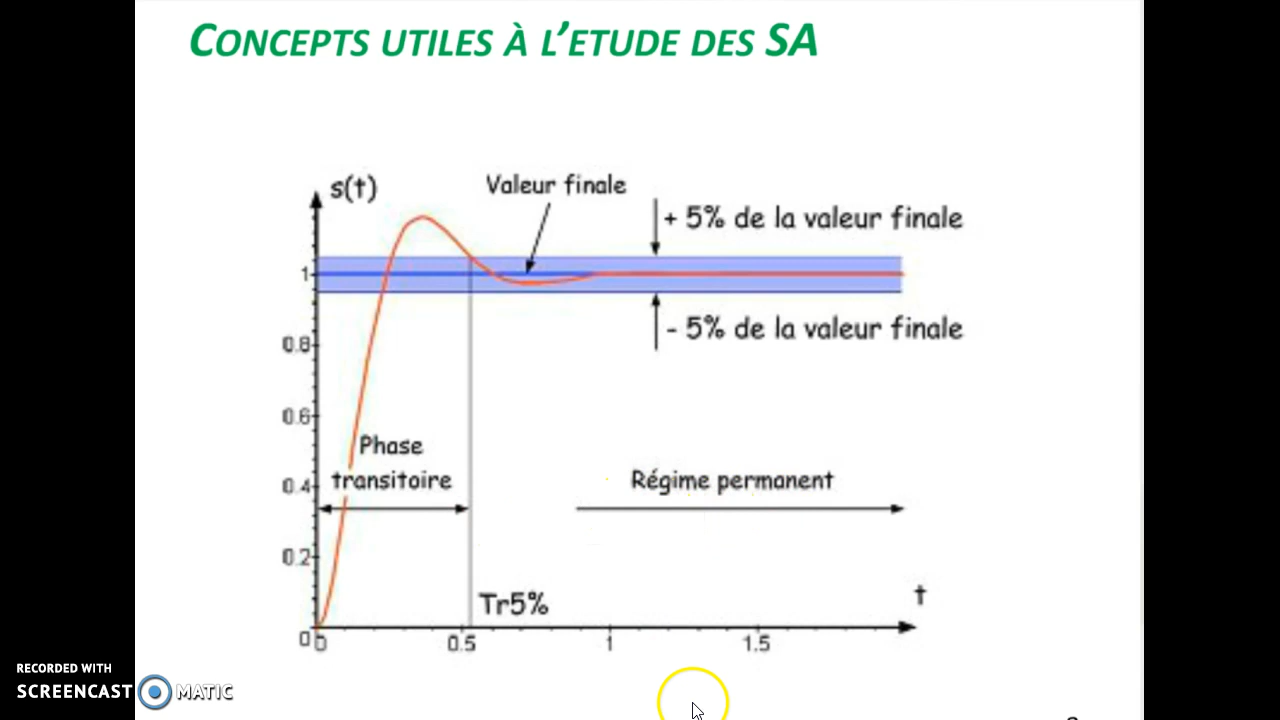 CONCEPTS UTILES À L'ETUDE DES SA
s(t)
Valeur finale
+ 5% de la valeur finale
1
- 5% de la valeur finale
0.8
0.6
Phase
transitoire
0.4
Régime permanent
0.2
Tr5%
t
0
0
0.5
1
1.5
RECORDED WITH
SCREENCAST MATIC